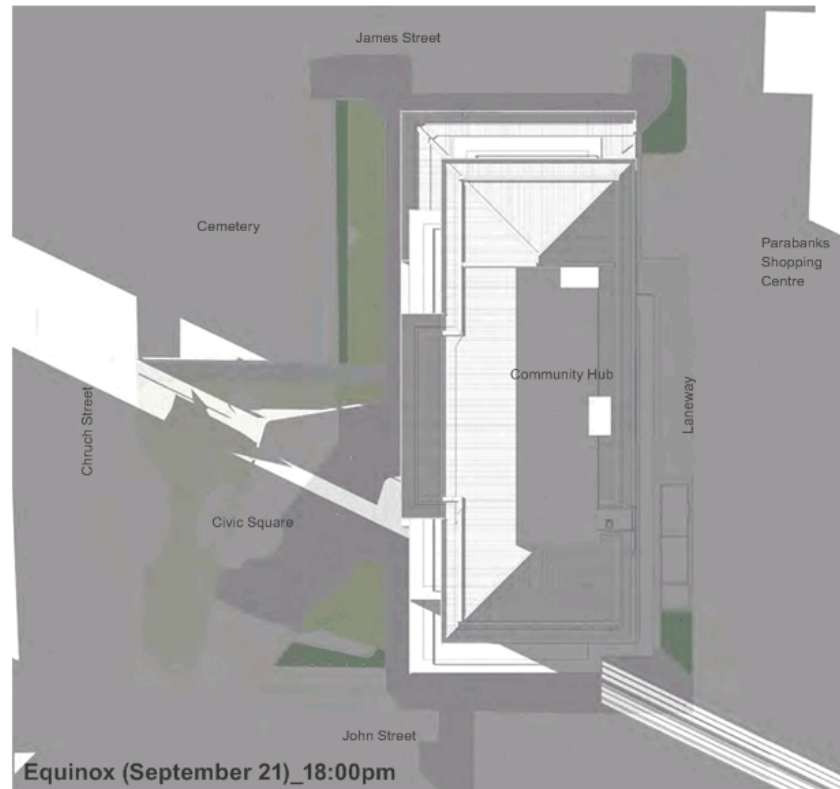 James Street
Cemetery
Parabanks
Shopping
Centre
Community Hub
Chruch Street
Laneway
Civic Square
John Street
Equinox (September 21)_18:00pm